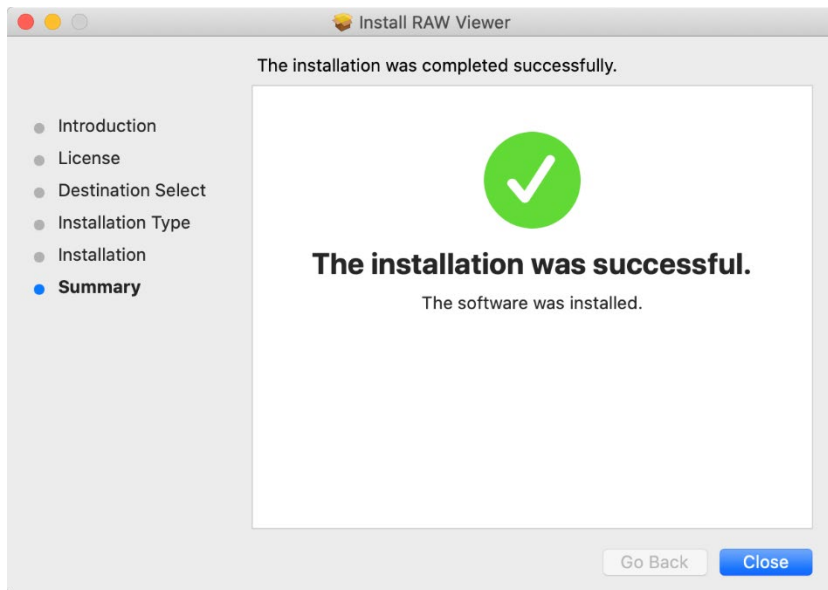 Install RAW Viewer
The installation was completed successfully.
Introduction
License
Destination Select
Installation Type
Installation
Summary
The installation was successful.
The software was installed.
Go Back
Close